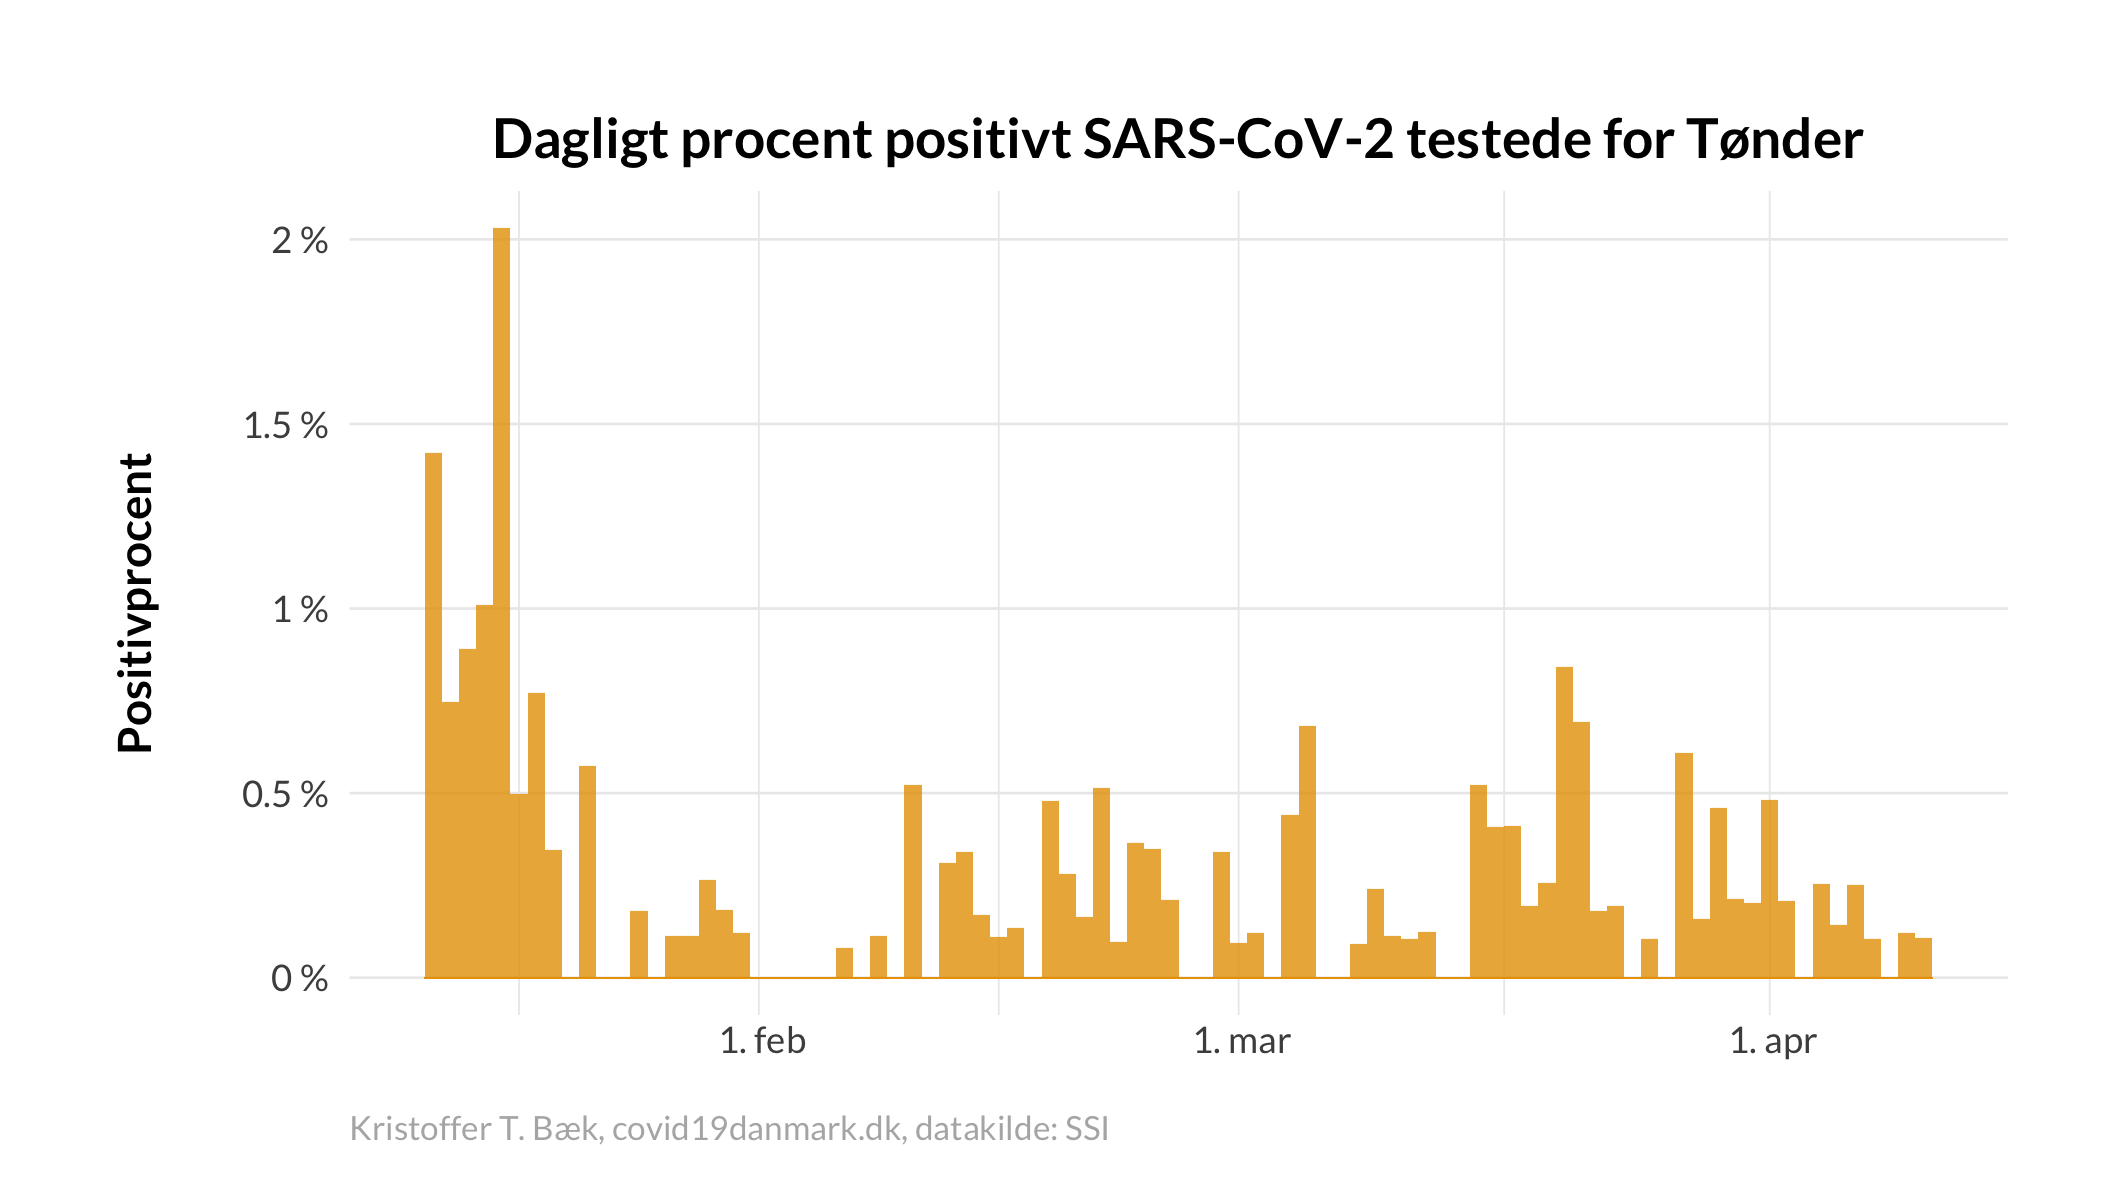 Dagligt procent positivt SARS-CoV-2 testede for Tønder
Positivprocent
2 %
1.5 %
1 %
0.5 %
0 %
1. feb
1. mar
1. apr
Kristoffer T. Bæk, covid19danmark.dk, datakilde: SSI